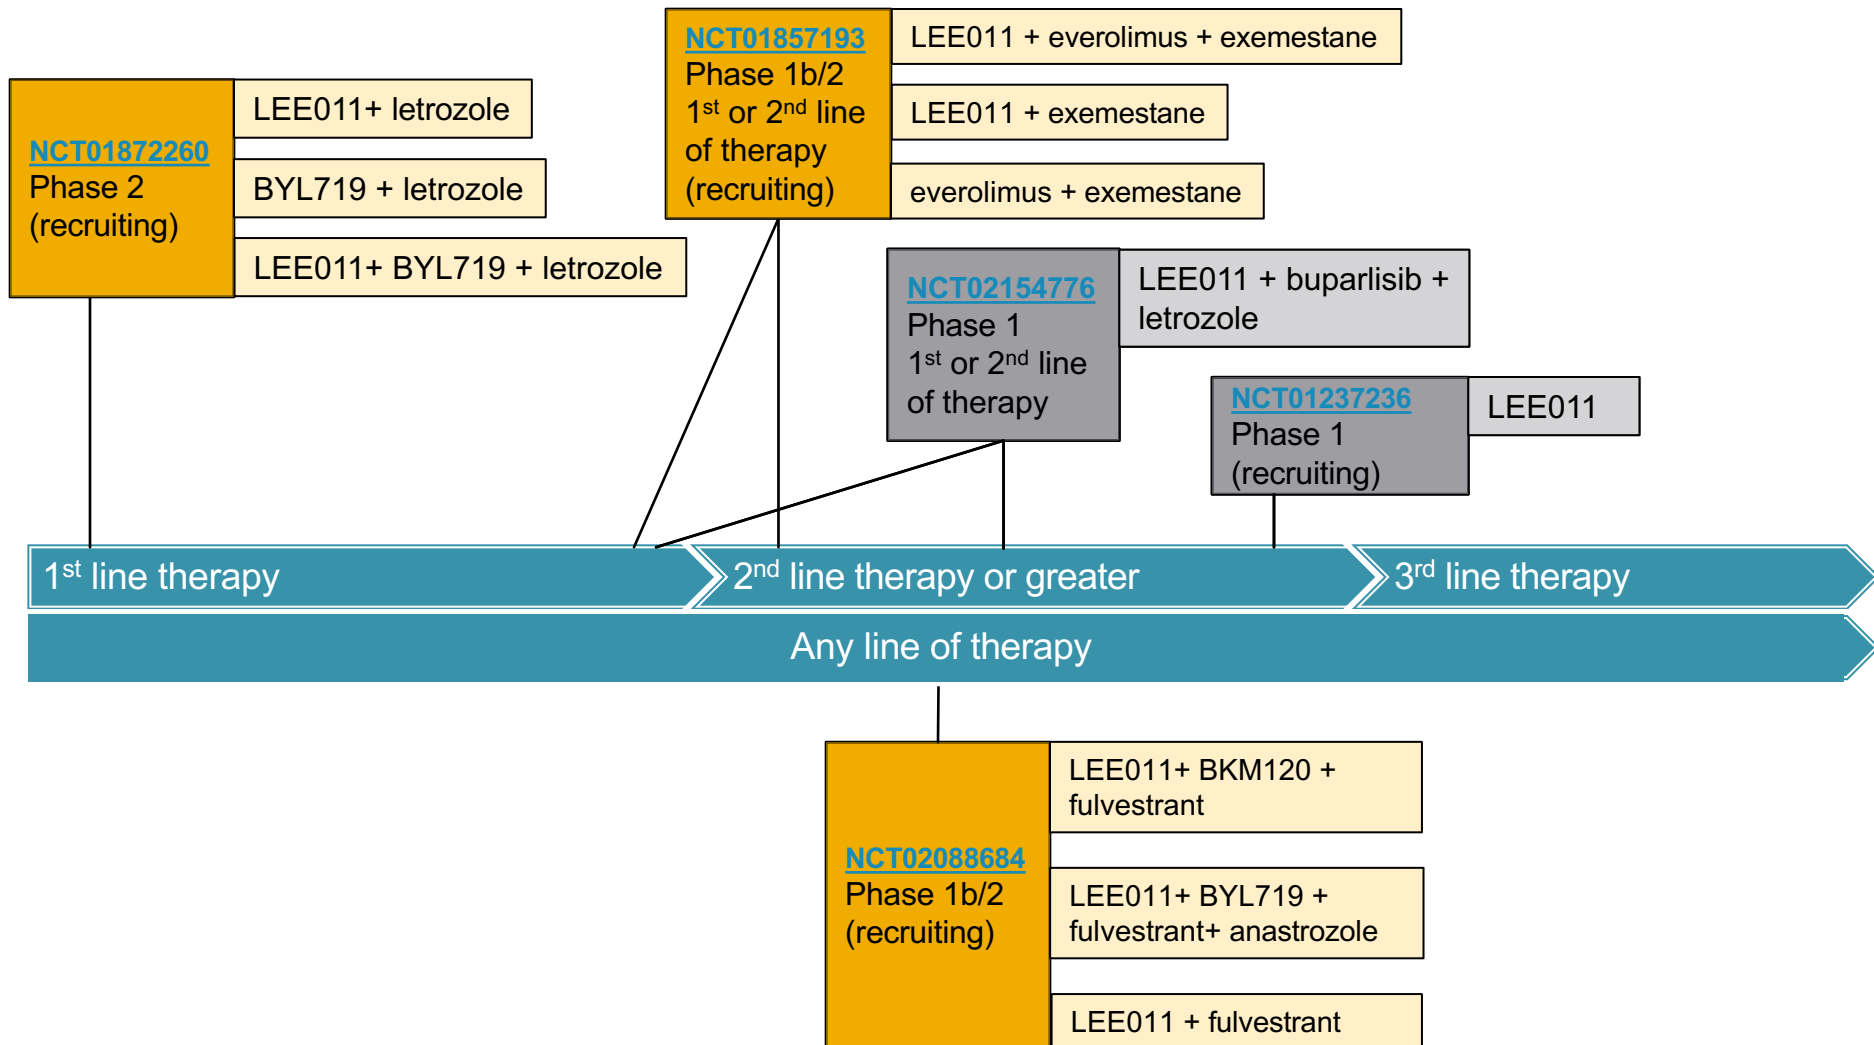 NCT01872260
Phase 2
(recruiting)
LEE011+ letrozole
BYL719 + letrozole
LEE011+ BYL719 + letrozole
NCT01857193
Phase 1b/2
1st or 2nd line
of therapy
(recruiting)
LEE011 + everolimus + exemestane
LEE011 + exemestane
everolimus + exemestane
NCT02154776
Phase 1
1st or 2nd line
of therapy
LEE011 + buparlisib +
letrozole
NCT01237236
Phase 1
(recruiting)
LEE011
1st line therapy
2nd line therapy or greater
3rd line therapy
Any line of therapy
NCT02088684
Phase 1b/2
(recruiting)
LEE011+ BKM120 +
fulvestrant
LEE011+ BYL719 +
fulvestrant+ anastrozole
LEE011 + fulvestrant